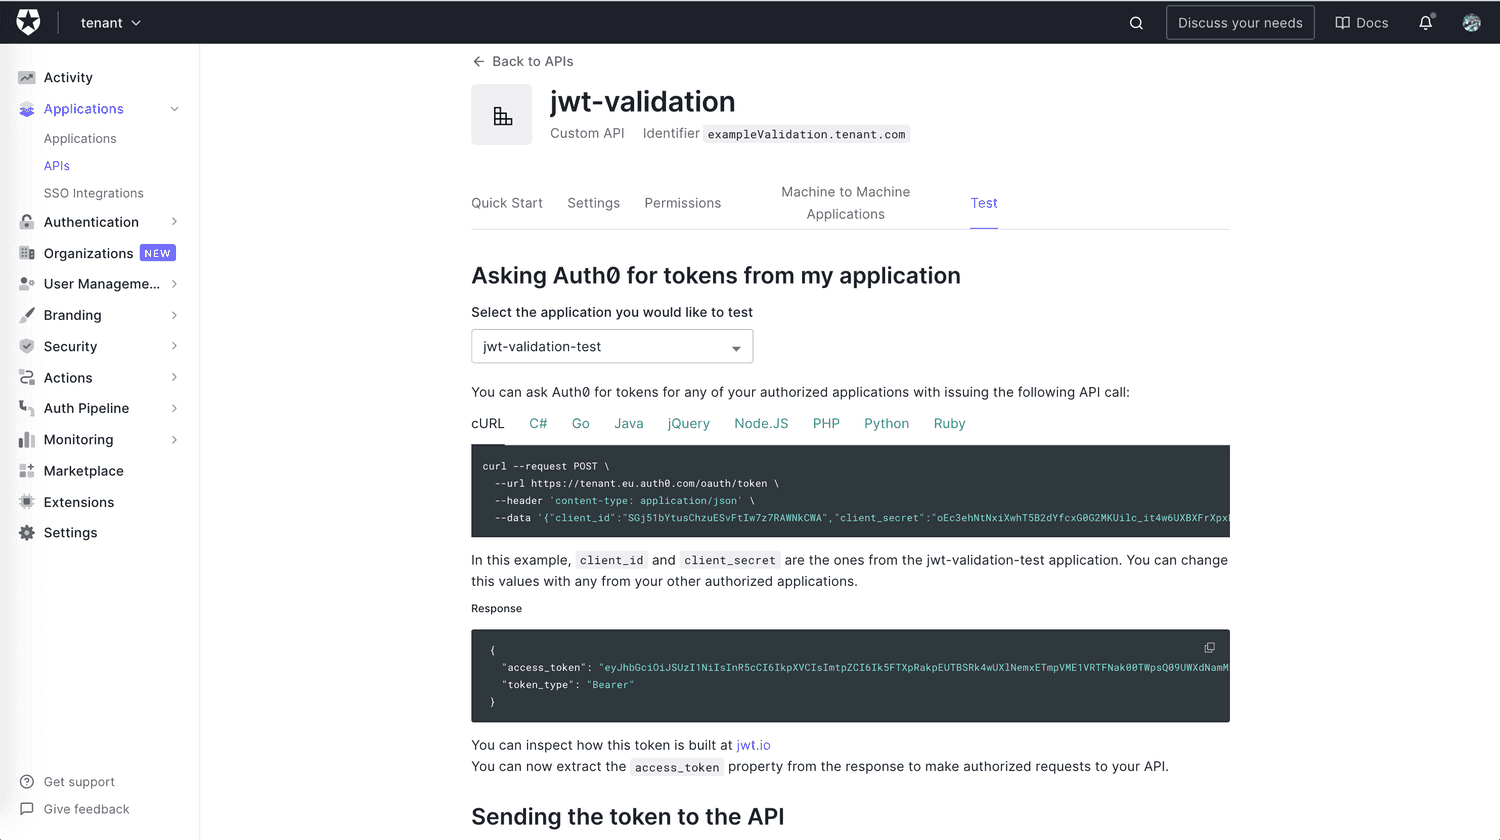 tenant
Discuss your needs
Docs
Activity
Applications
Applications
APIs
SSO Integrations
Authentication
Organizations NEW
User Manageme...
Branding
Security
Actions
Auth Pipeline
Monitoring
Marketplace
Extensions
Settings
Get support
Give feedback
Back to APIs
jwt-validation
Custom API Identifier exampleValidation.tenant.com
Quick Start Settings Permissions Machine to Machine Applications Test
Asking Auth0 for tokens from my application
Select the application you would like to test
jwt-validation-test
You can ask Auth0 for tokens for any of your authorized applications with issuing the following API call:
cURL C# Go Java jQuery Node.JS PHP Python Ruby
curl --request POST \
--url https://tenant.eu.auth0.com/oauth/token \
--header 'content-type: application/json' \
--data '{"client_id":"SGj51bYtusChzuESvFtIw7z7RAWNkCWA","client_secret":"oEc3ehNtNxiXwhT5B2dYfcxG0G2MKUilc_it4w6UXBXFrXpxl
In this example, client_id and client_secret are the ones from the jwt-validation-test application. You can change
this values with any from your other authorized applications.
Response
{
"access_token": "eyJhbGciOiJSUzI1NiIsInR5cCI6IkpXVCIsImtpZCI6Ik5FTXpRakpEUTBSRk4wUXlNemxETmpVME1VRTFNak00TWpsQ09UWXdNamM
"token_type": "Bearer"
}
You can inspect how this token is built at jwt.io
You can now extract the access_token property from the response to make authorized requests to your API.
Sending the token to the API